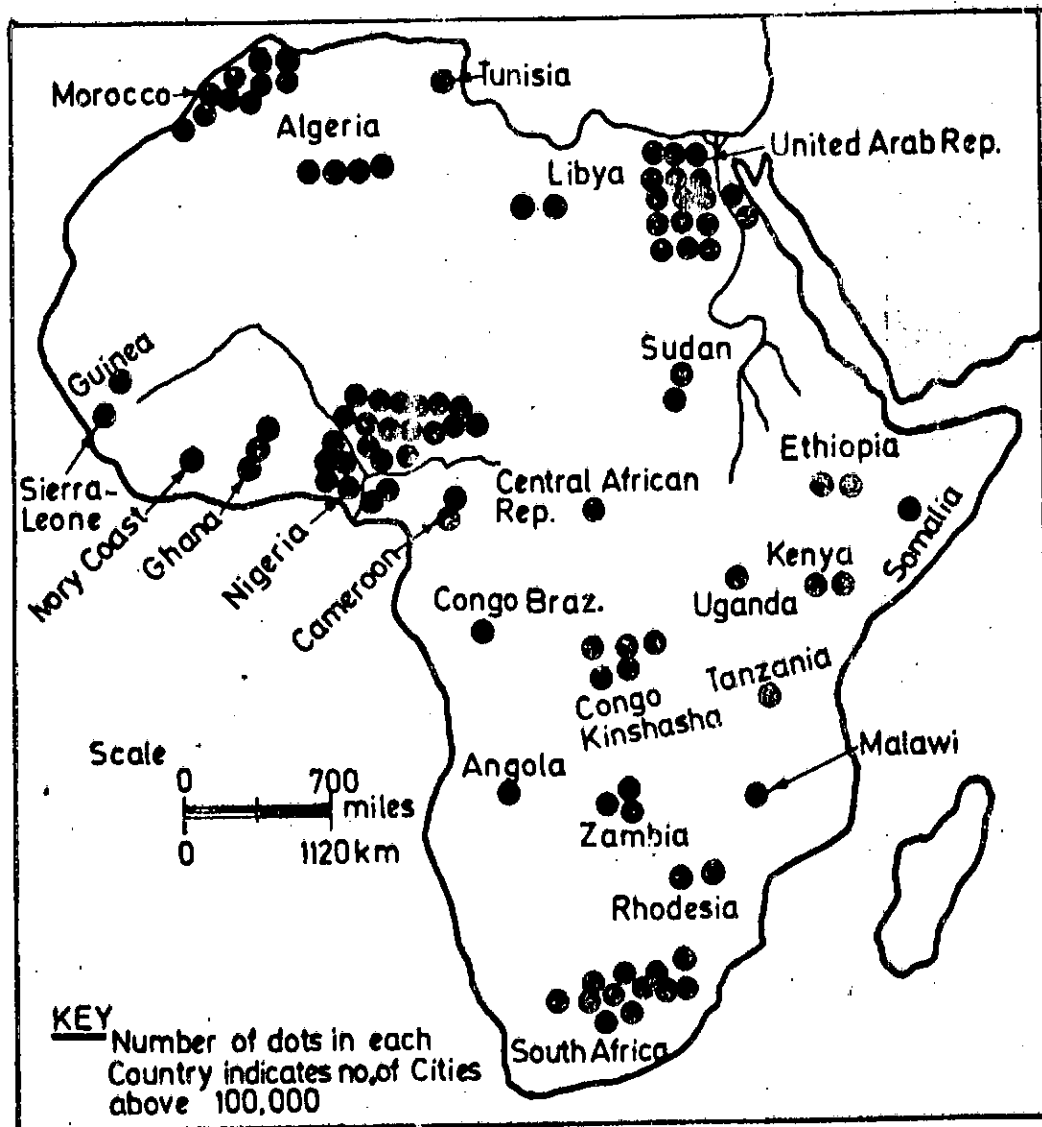 Tunisia
Morocco
Algeria
Libya
United Arab Rep.
Guinea
Sudan
Sierra-
Leone
Ivory Coast
Ghana
Nigeria
Cameroon
Central African
Rep.
Ethiopia
Somalia
Kenya
Uganda
Congo Braz.
Tanzania
Congo
Kinshasha
Malawi
Angola
Zambia
Rhodesia
South Africa
Scale
0 700
miles
0 1120km
KEY
Number of dots in each
Country indicates no,of Cities
above 100,000